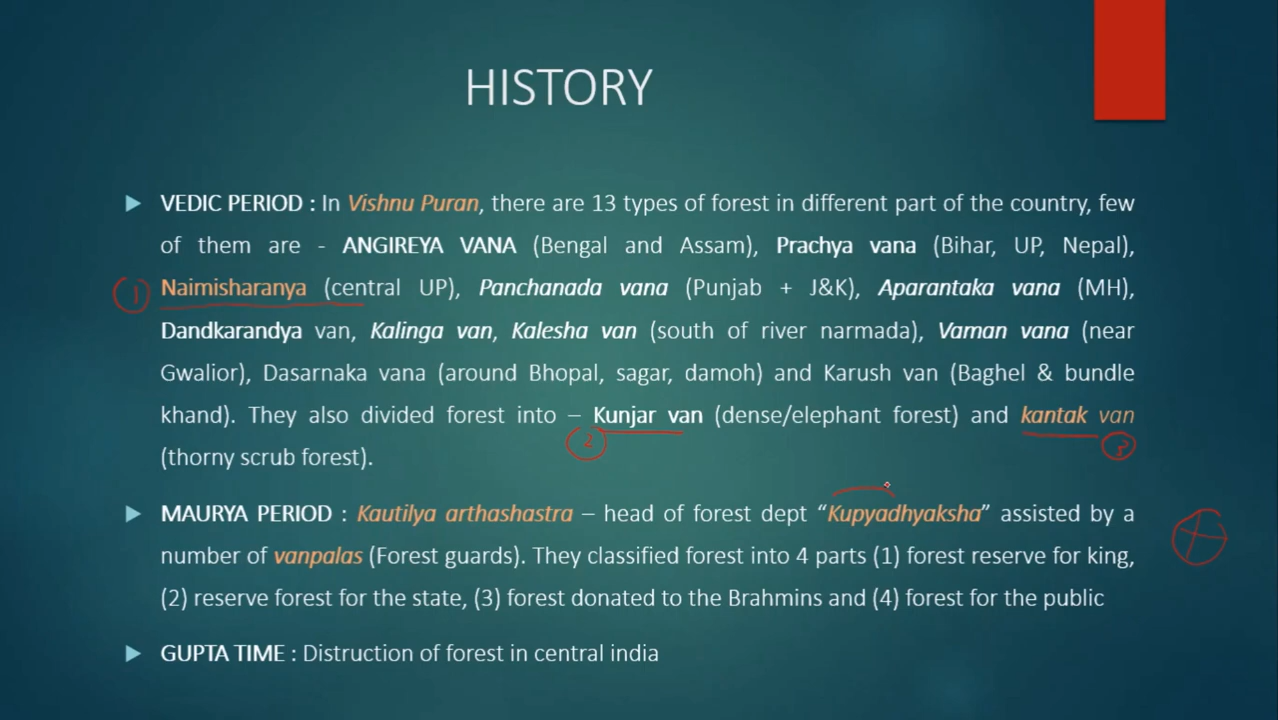 HISTORY
VEDIC PERIOD : In Vishnu Puran, there are 13 types of forest in different part of the country, few
of them are - ANGIREYA VANA (Bengal and Assam), Prachya vana (Bihar, UP, Nepal),
1 Naimisharanya (central UP), Panchanada vana (Punjab + J&K), Aparantaka vana (MH),
Dandkarandya van, Kalinga van, Kalesha van (south of river narmada), Vaman vana (near
Gwalior), Dasarnaka vana (around Bhopal, sagar, damoh) and Karush van (Baghel & bundle
khand). They also divided forest into – Kunjar van (dense/elephant forest) and kantak van
2 3
(thorny scrub forest).
MAURYA PERIOD : Kautilya arthashastra – head of forest dept “Kupyadhyaksha” assisted by a
number of vanpalas (Forest guards). They classified forest into 4 parts (1) forest reserve for king,
(2) reserve forest for the state, (3) forest donated to the Brahmins and (4) forest for the public
GUPTA TIME : Distruction of forest in central india